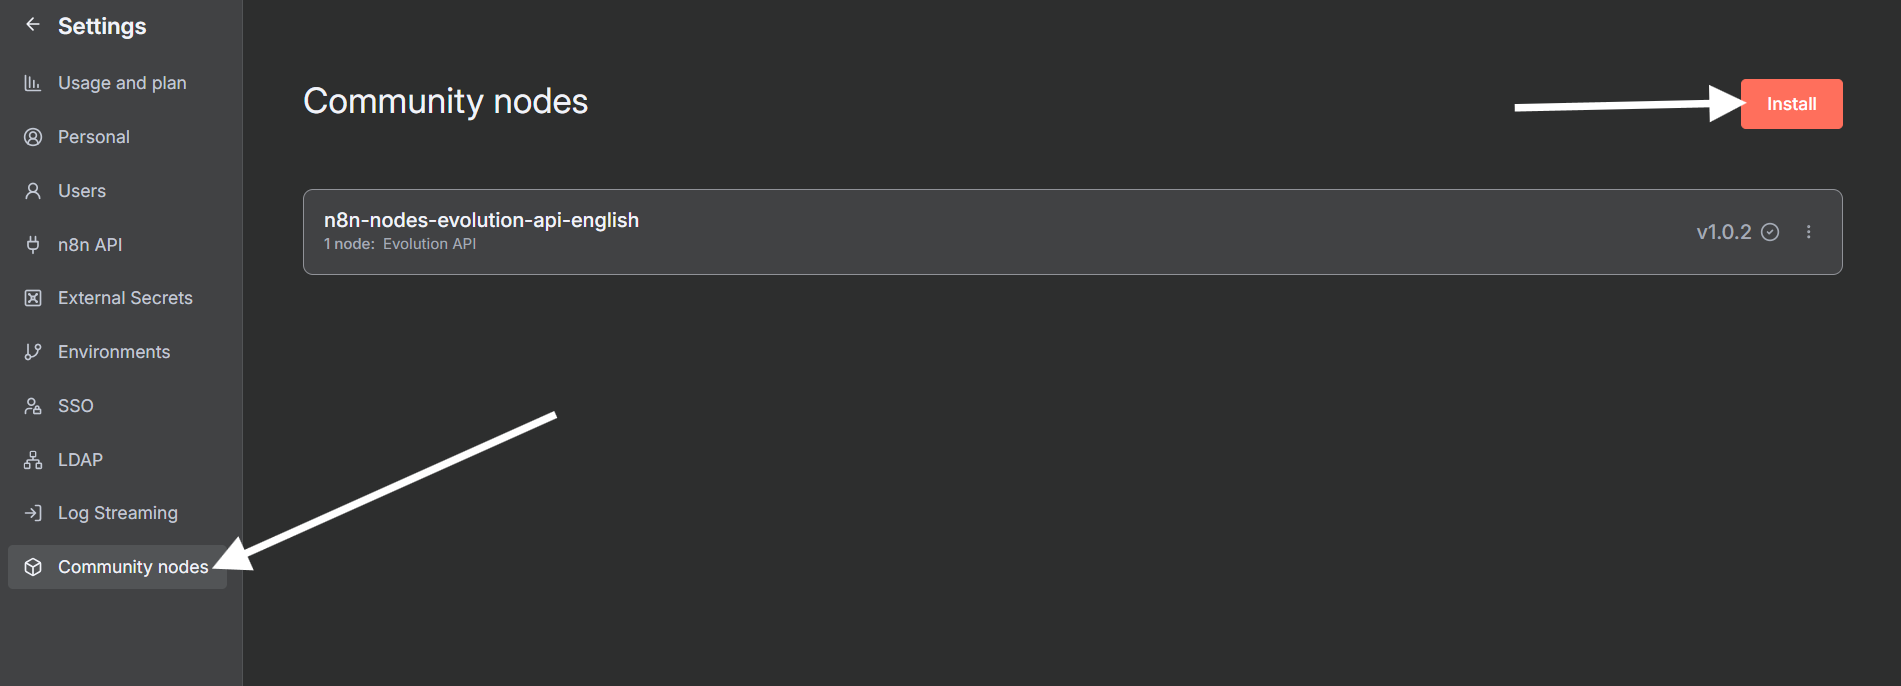 Settings
Usage and plan
Personal
Users
n8n API
External Secrets
Environments
SSO
LDAP
Log Streaming
Community nodes
Community nodes
Install
n8n-nodes-evolution-api-english
1 node: Evolution API
v1.0.2